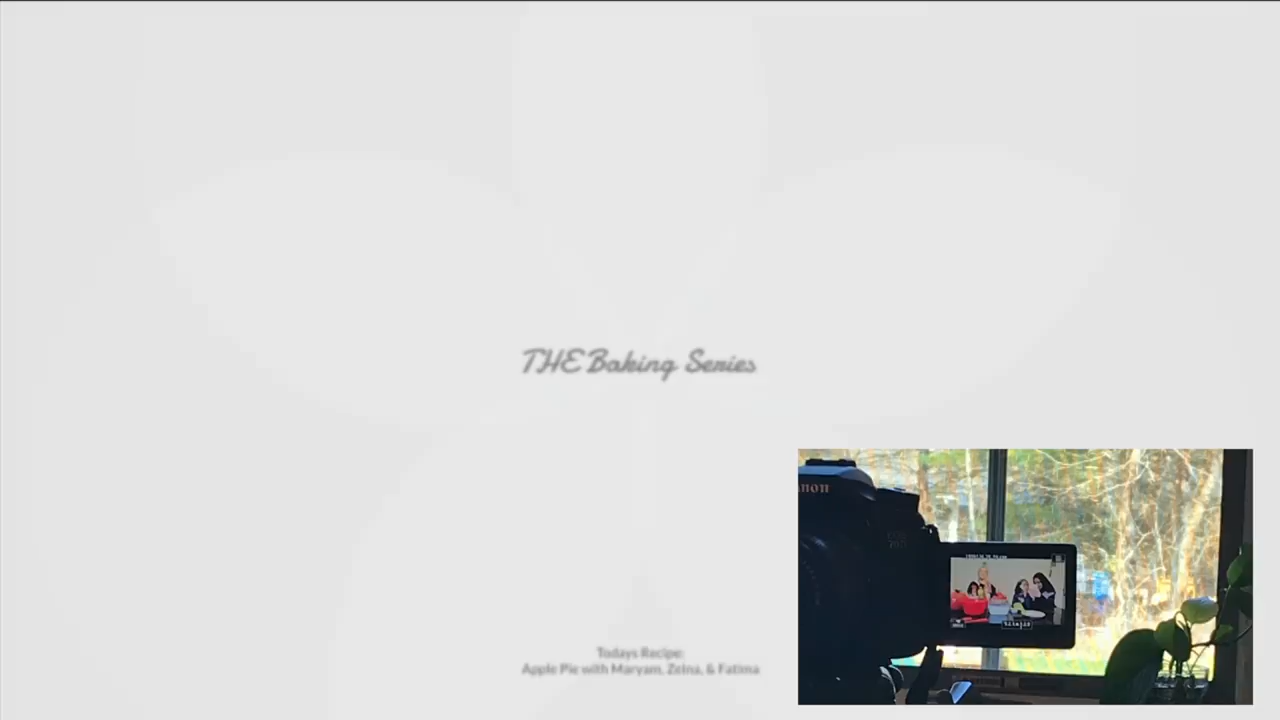 THE Baking Series
Todays Recipe:
Apple Pie with Maryam, Zeina, & Fatima